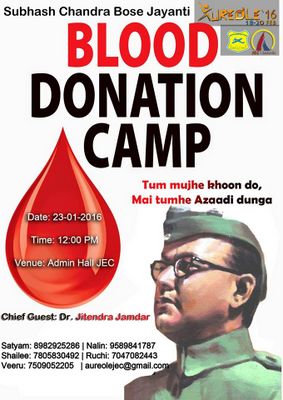 Subhash Chandra Bose Jayanti
AUREOLE'16
BLOOD
DONATION
CAMP
Tum mujhe khoon do,
Mai tumhe Azaadi dunga
Date: 23-01-2016
Time: 12:00 PM
Venue: Admin Hall JEC
Chief Guest: Dr. Jitendra Jamdar
Satyam: 8982925286 | Nalin: 9589841787
Shailee: 7805830492 | Ruchi: 7047082443
Veeru: 7509052205 | aureolejec@gmail.com